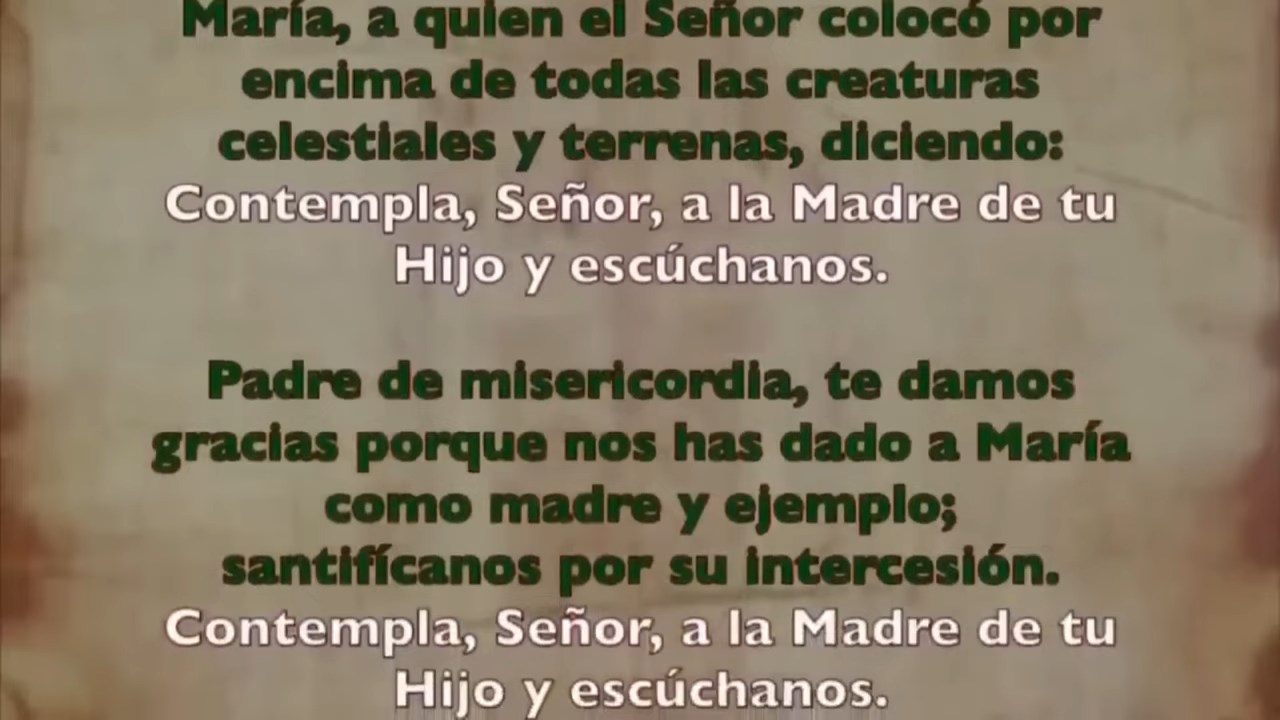 María, a quien el Señor colocó por
encima de todas las creaturas
celestiales y terrenas, diciendo:
Contempla, Señor, a la Madre de tu
Hijo y escúchanos.
Padre de misericordia, te damos
gracias porque nos has dado a María
como madre y ejemplo;
santifícanos por su intercesión.
Contempla, Señor, a la Madre de tu
Hijo y escúchanos.